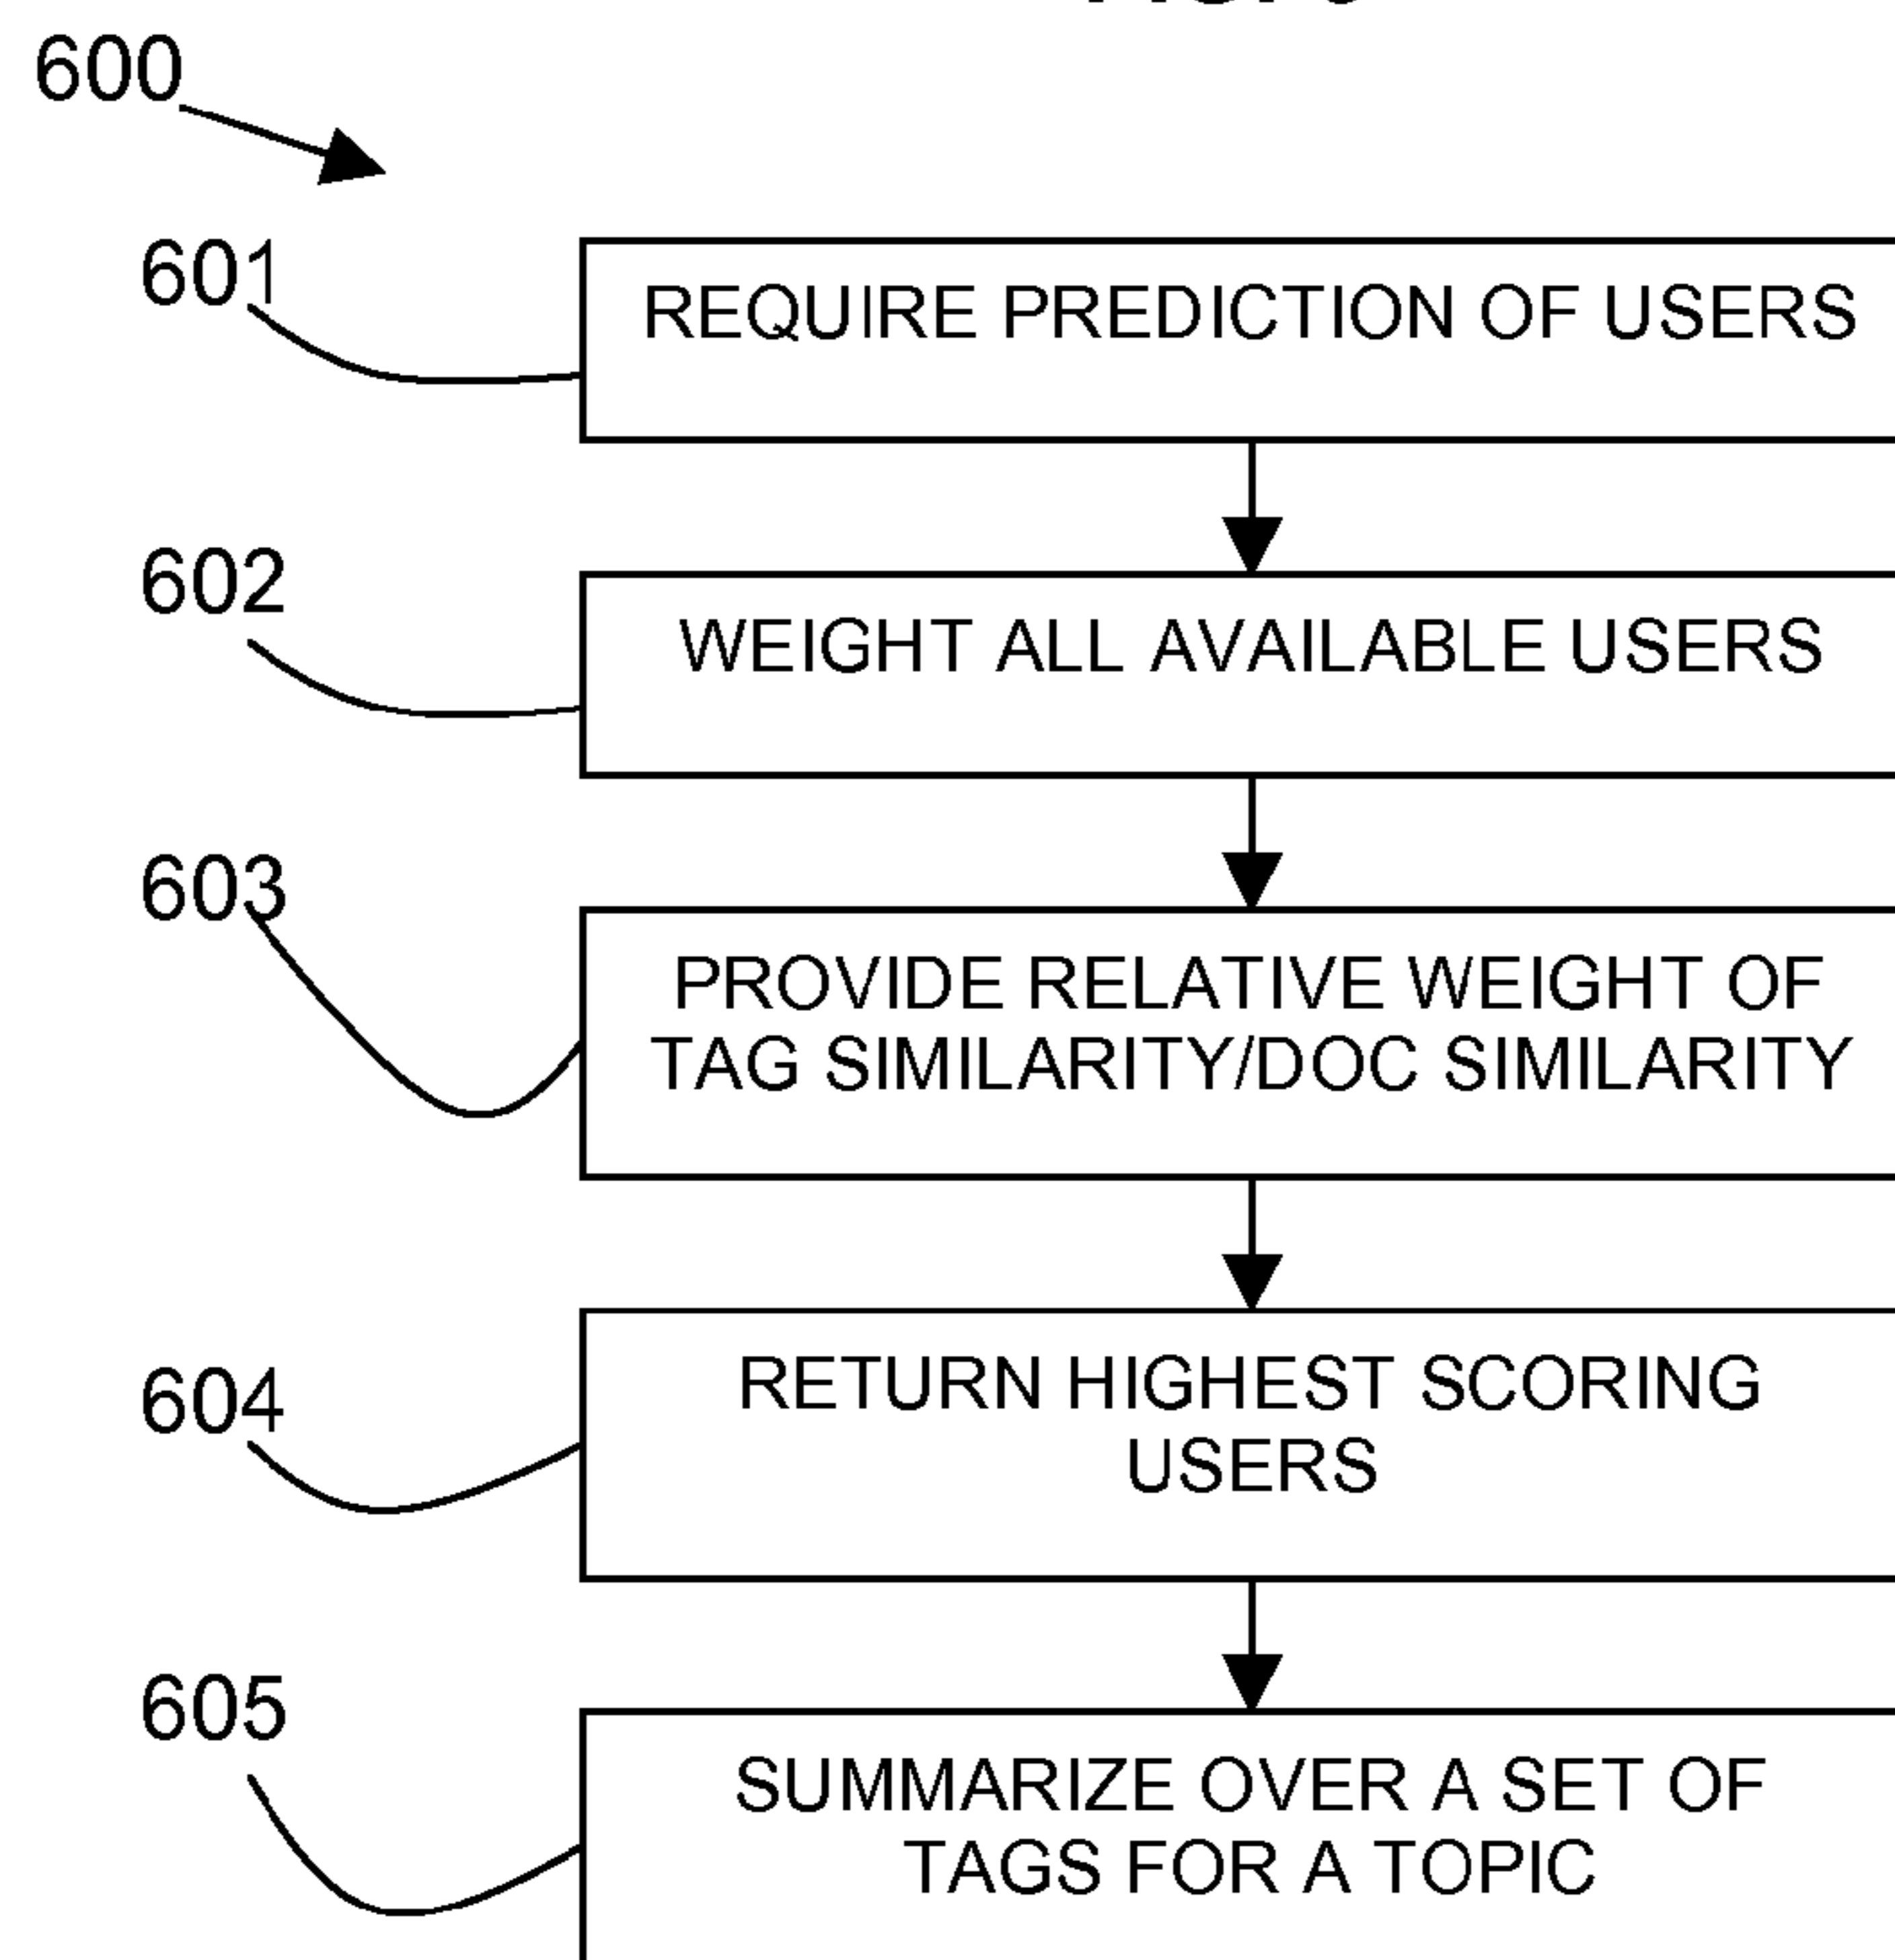 600
601
REQUIRE PREDICTION OF USERS
602
WEIGHT ALL AVAILABLE USERS
603
PROVIDE RELATIVE WEIGHT OF
TAG SIMILARITY/DOC SIMILARITY
604
RETURN HIGHEST SCORING
USERS
605
SUMMARIZE OVER A SET OF
TAGS FOR A TOPIC